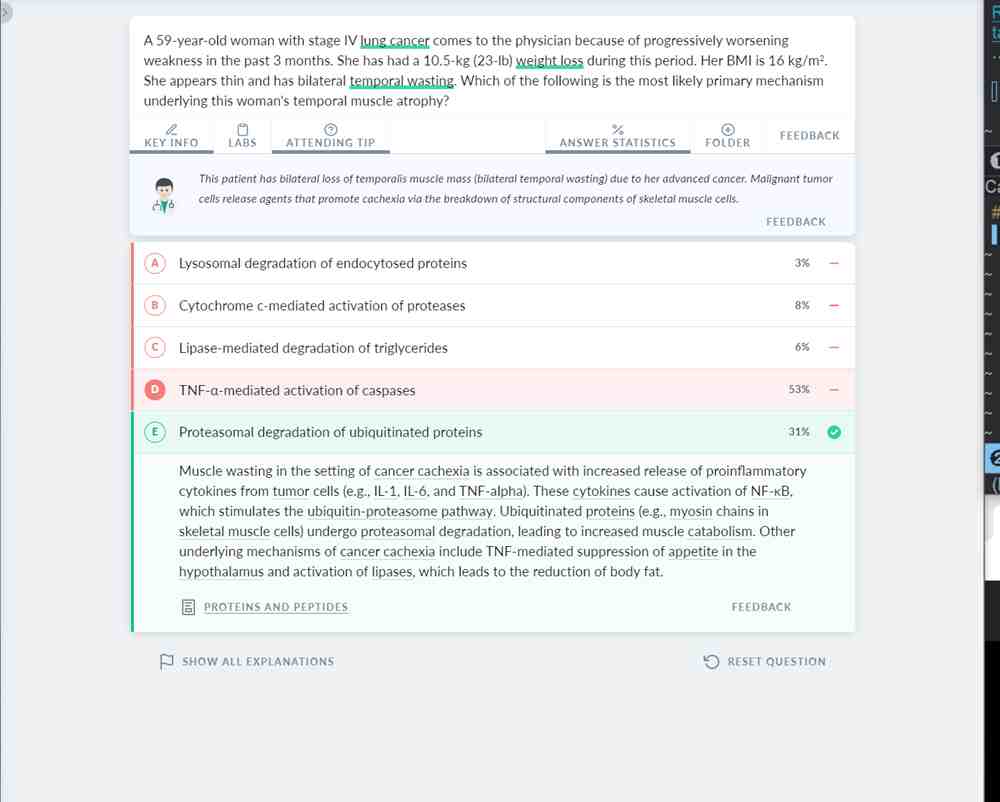 A 59-year-old woman with stage IV lung cancer comes to the physician because of progressively worsening
weakness in the past 3 months. She has had a 10.5-kg (23-lb) weight loss during this period. Her BMI is 16 kg/m².
She appears thin and has bilateral temporal wasting. Which of the following is the most likely primary mechanism
underlying this woman's temporal muscle atrophy?
KEY INFO
LABS
ATTENDING TIP
ANSWER STATISTICS
FOLDER
FEEDBACK
This patient has bilateral loss of temporalis muscle mass (bilateral temporal wasting) due to her advanced cancer. Malignant tumor
cells release agents that promote cachexia via the breakdown of structural components of skeletal muscle cells.
FEEDBACK
A Lysosomal degradation of endocytosed proteins 3%
B Cytochrome c-mediated activation of proteases 8%
C Lipase-mediated degradation of triglycerides 6%
D TNF-α-mediated activation of caspases 53%
E Proteasomal degradation of ubiquitinated proteins 31%
Muscle wasting in the setting of cancer cachexia is associated with increased release of proinflammatory
cytokines from tumor cells (e.g., IL-1, IL-6, and TNF-alpha). These cytokines cause activation of NF-κB,
which stimulates the ubiquitin-proteasome pathway. Ubiquitinated proteins (e.g., myosin chains in
skeletal muscle cells) undergo proteasomal degradation, leading to increased muscle catabolism. Other
underlying mechanisms of cancer cachexia include TNF-mediated suppression of appetite in the
hypothalamus and activation of lipases, which leads to the reduction of body fat.
PROTEINS AND PEPTIDES
FEEDBACK
SHOW ALL EXPLANATIONS
RESET QUESTION